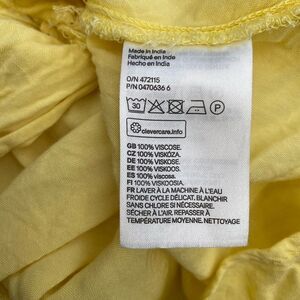 Made in India
Fabriqué en Inde
Hecho en India
O/N 472115
P/N 0470636 6
30
P
clevercare.info
GB 100% VISCOSE.
CZ 100% VISKÓZA.
DE 100% VISKOSE.
EE 100% VISKOOS.
ES 100% viscosa.
FI 100% VISKOOSIA.
FR LAVER À LA MACHINE À L'EAU
FROIDE CYCLE DÉLICAT. BLANCHIR
SANS CHLORE SI NÉCESSAIRE.
SÉCHER À L'AIR. REPASSER À
TEMPÉRATURE MOYENNE. NETTOYAGE